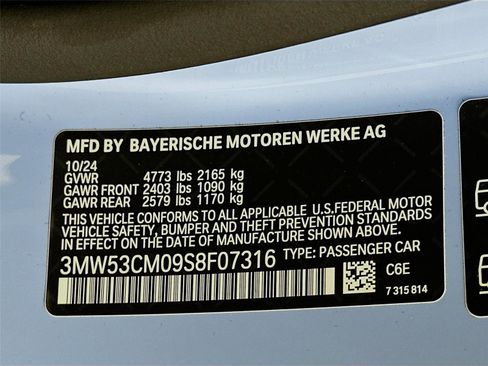 MFD BY BAYERISCHE MOTOREN WERKE AG
10/24
GVWR 4773 lbs 2165 kg
GAWR FRONT 2403 lbs 1090 kg
GAWR REAR 2579 lbs 1170 kg
THIS VEHICLE CONFORMS TO ALL APPLICABLE U.S.FEDERAL MOTOR
VEHICLE SAFETY, BUMPER AND THEFT PREVENTION STANDARDS
IN EFFECT ON THE DATE OF MANUFACTURE SHOWN ABOVE.
3MW53CM09S8F07316 TYPE: PASSENGER CAR
C6E
7 315 814